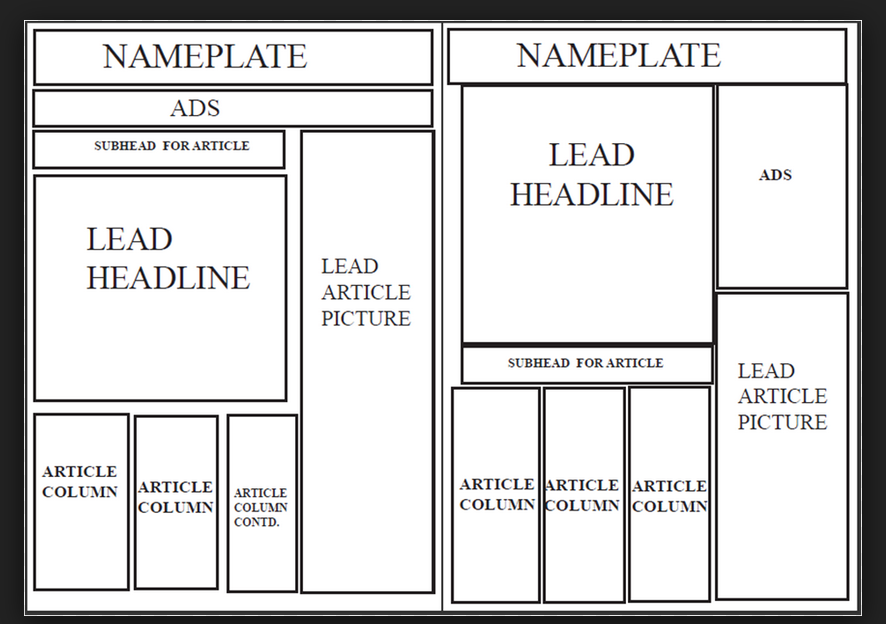 NAMEPLATE
ADS
SUBHEAD FOR ARTICLE
LEAD
HEADLINE
LEAD
ARTICLE
PICTURE
ARTICLE
COLUMN
ARTICLE
COLUMN
ARTICLE
COLUMN
CONTD.
NAMEPLATE
LEAD
HEADLINE
ADS
SUBHEAD FOR ARTICLE
LEAD
ARTICLE
PICTURE
ARTICLE
COLUMN
ARTICLE
COLUMN
ARTICLE
COLUMN